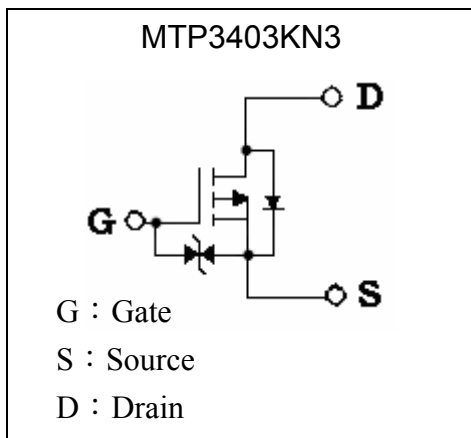 MTP3403KN3
D
G
S
G：Gate
S：Source
D：Drain